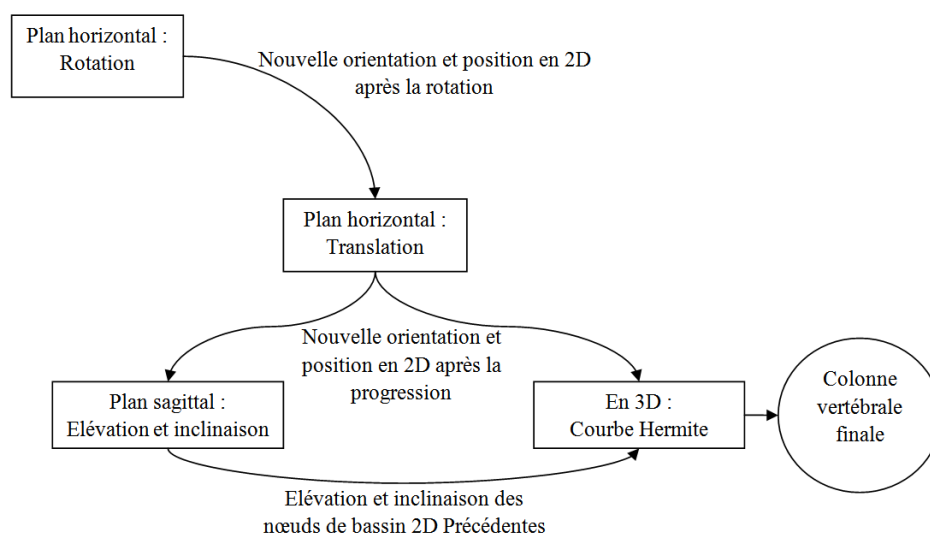 Plan horizontal :
Rotation
Nouvelle orientation et position en 2D
après la rotation
Plan horizontal :
Translation
Nouvelle orientation et
position en 2D après la
progression
Plan sagittal :
Elévation et inclinaison
En 3D :
Courbe Hermite
Colonne
vertébrale
finale
Elévation et inclinaison des
nœuds de bassin 2D Précédentes